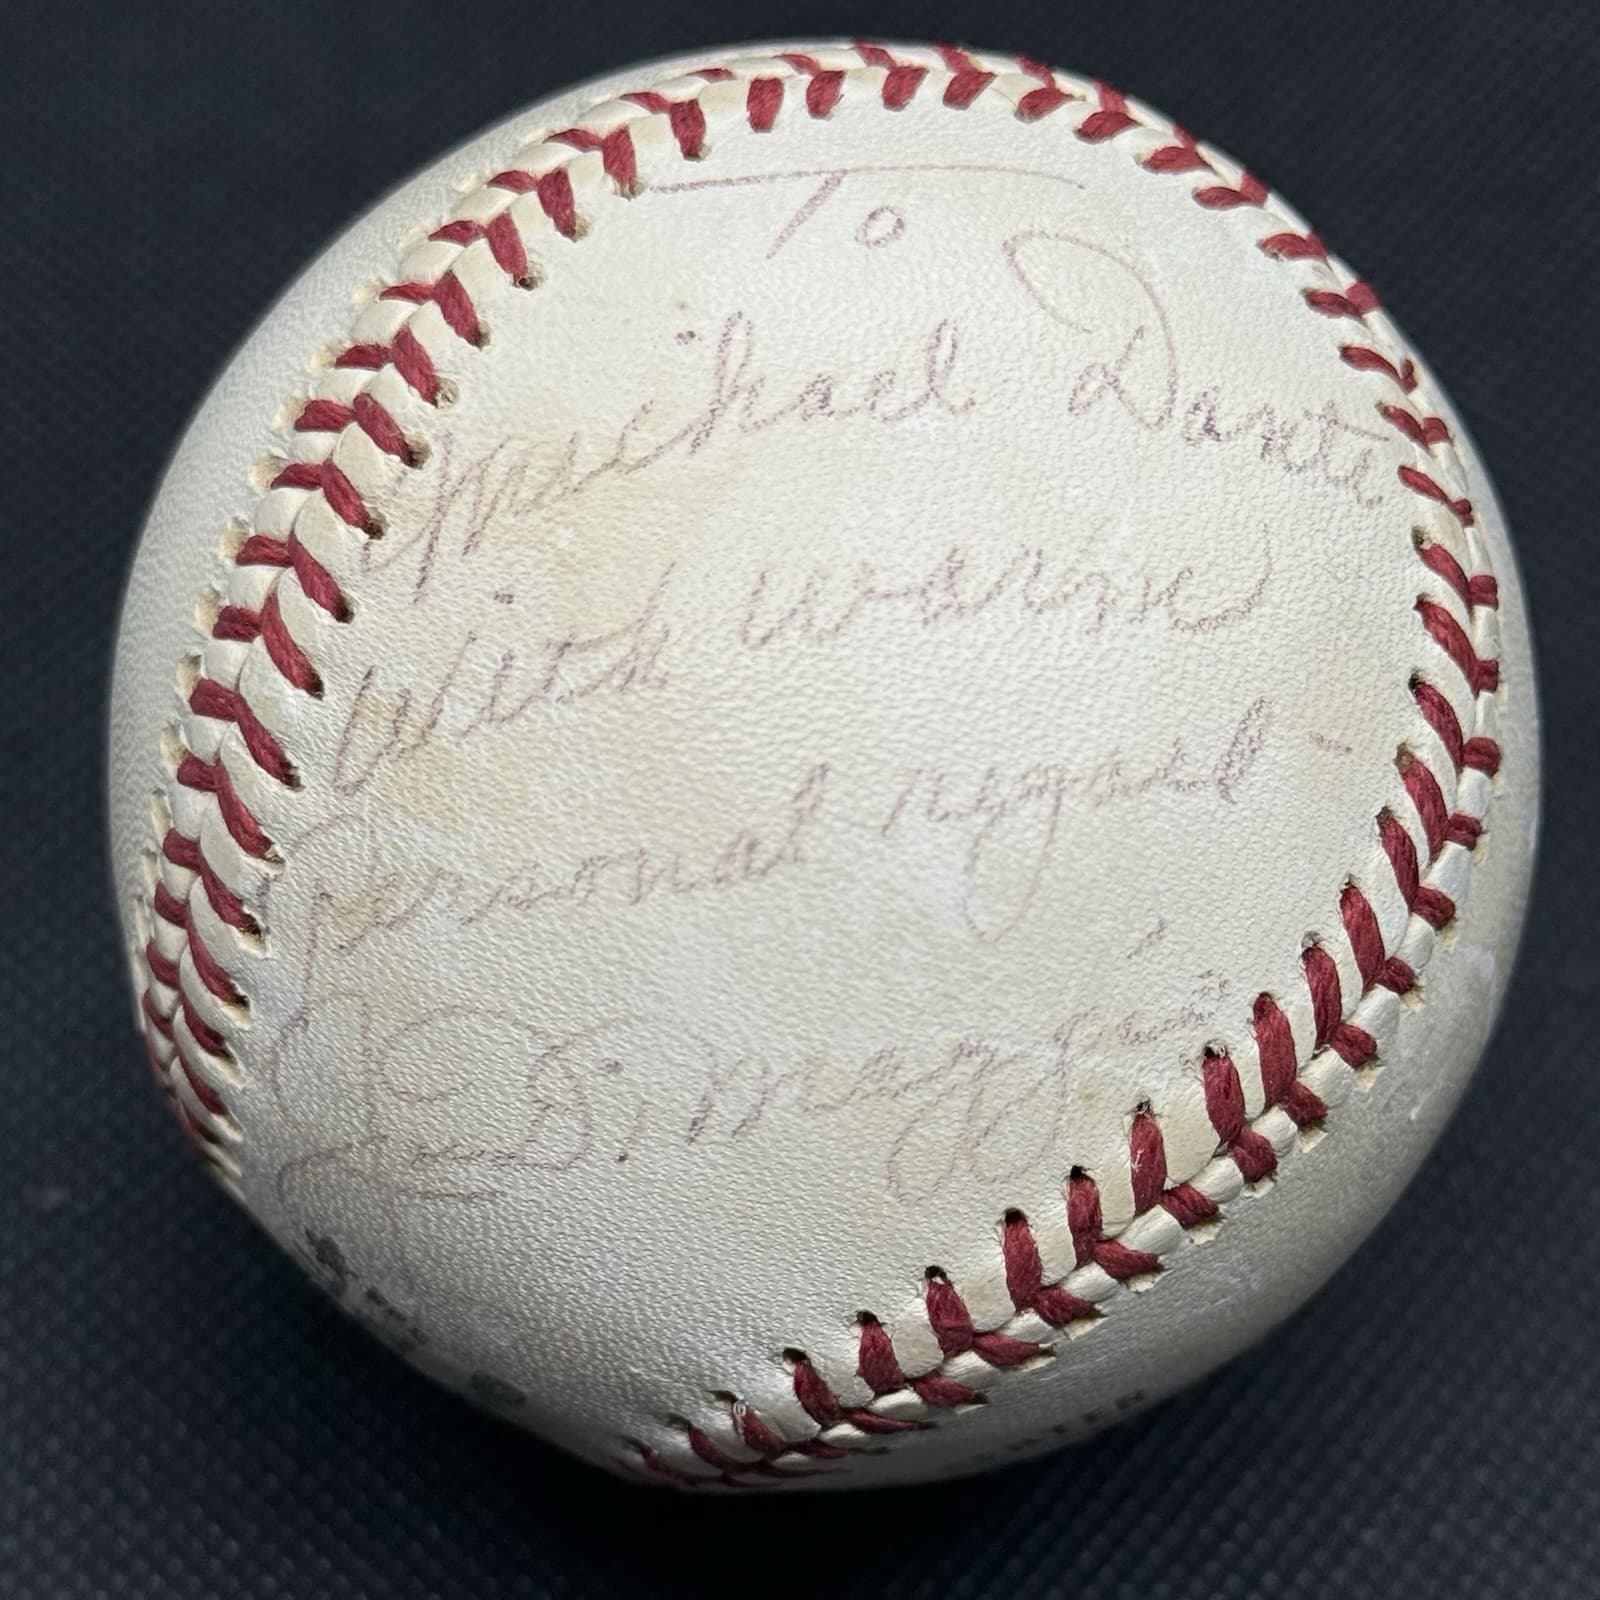 To
Michael Dante
With warm
Personal regard -
Joe DiMaggio